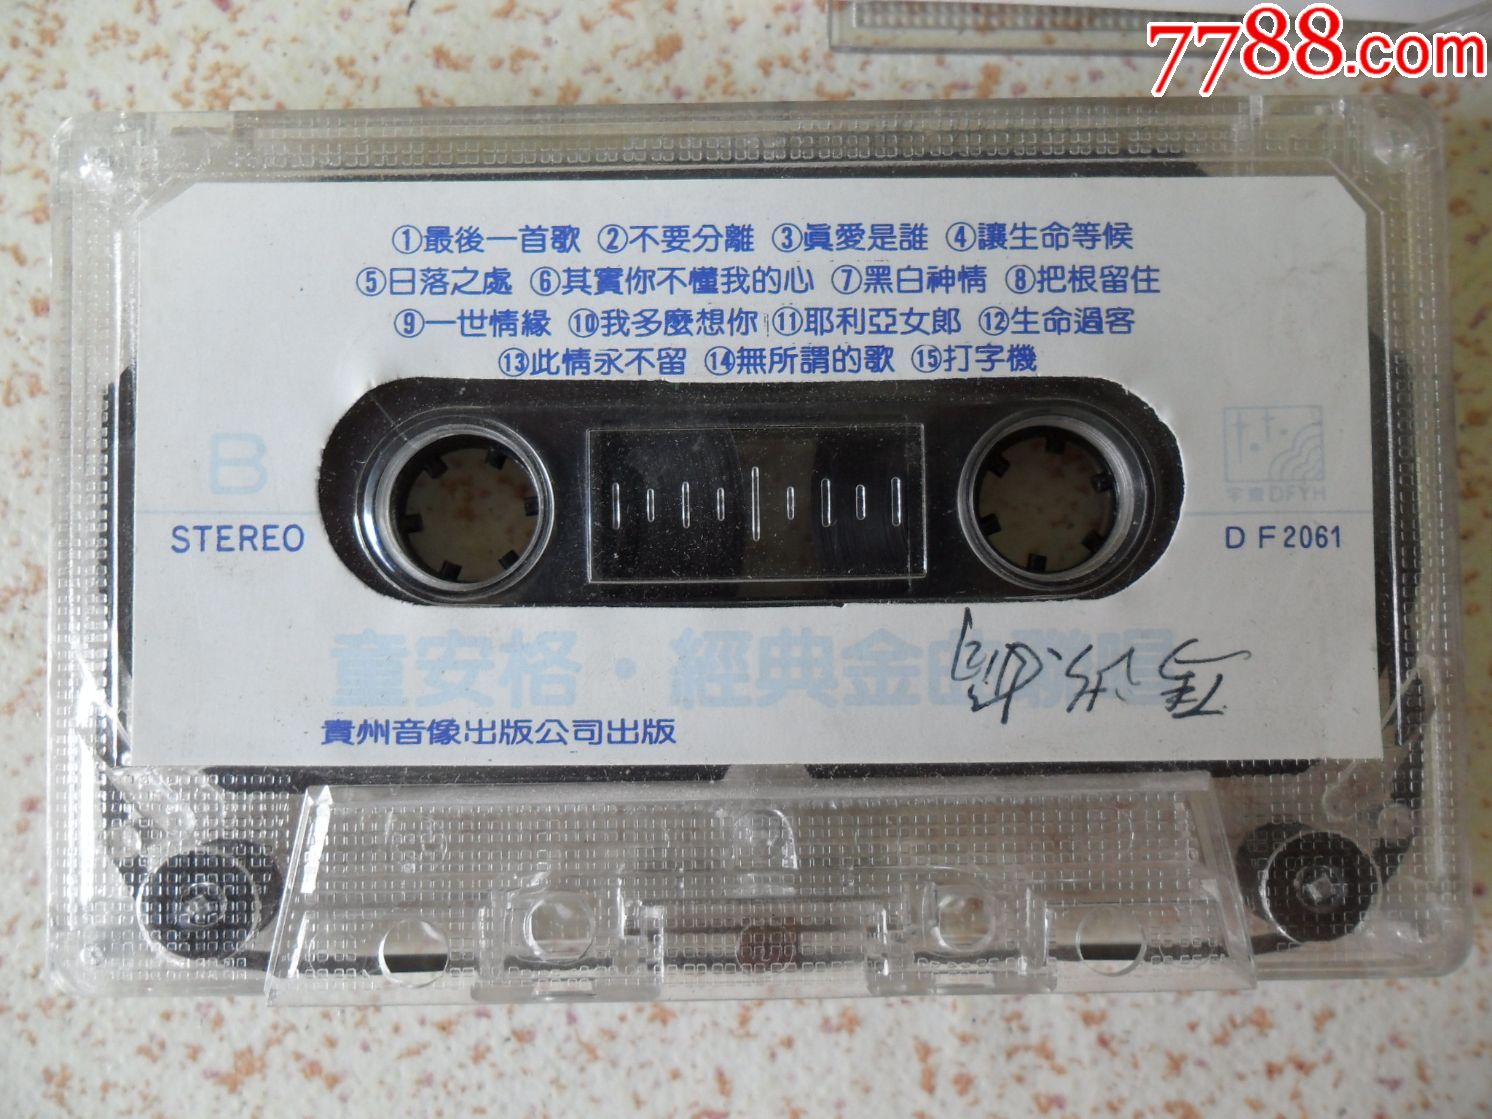 7788.com
①最後一首歌 ②不要分離 ③眞愛是誰 ④讓生命等候
⑤日落之處 ⑥其實你不懂我的心 ⑦黑白神情 ⑧把根留住
⑨一世情緣 ⑩我多麼想你 ⑪耶利亞女郎 ⑫生命過客
⑬此情永不留 ⑭無所謂的歌 ⑮打字機
B
STEREO
DFYH
DF2061
童安格·經典金曲聯唱
貴州音像出版公司出版